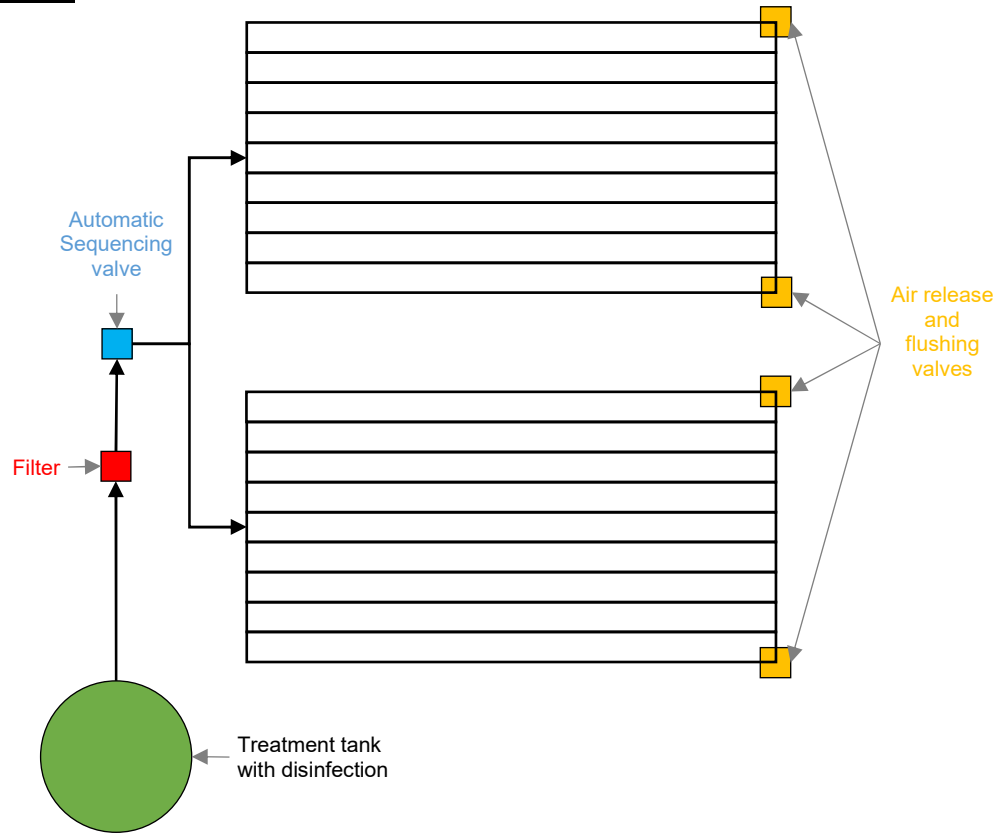 Automatic
Sequencing
valve
Air release
and
flushing
valves
Filter
Treatment tank
with disinfection